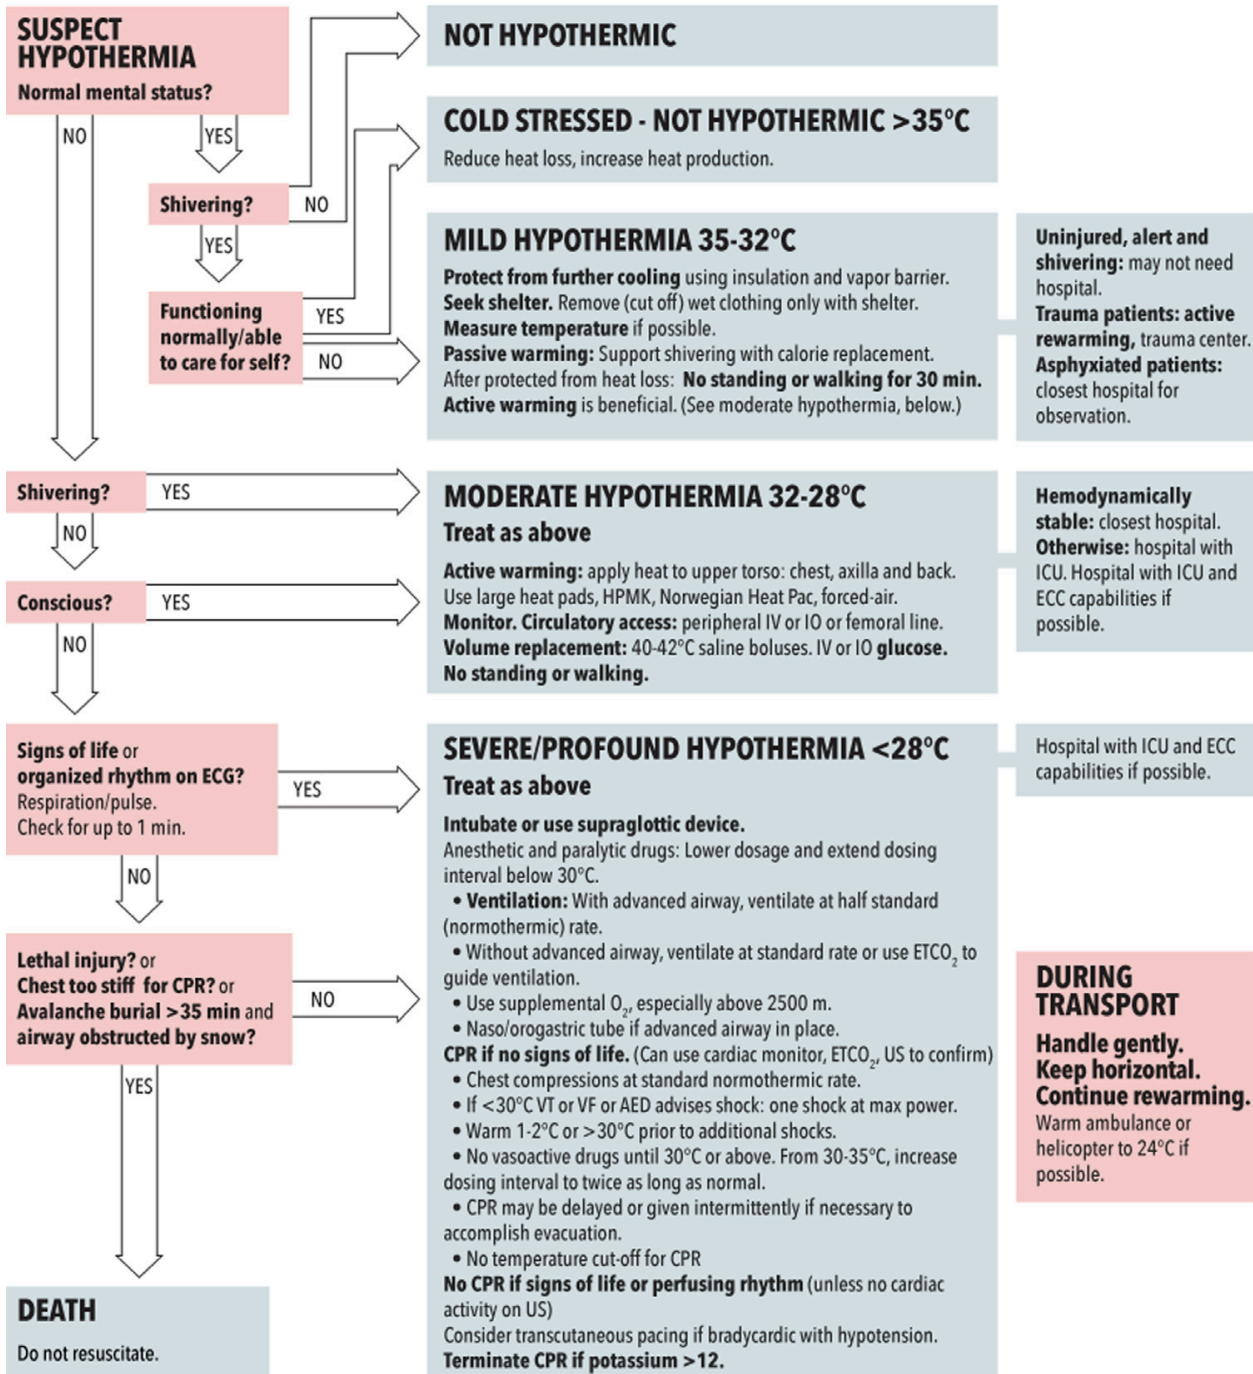 SUSPECT
HYPOTHERMIA
Normal mental status?
NO
YES
Shivering?
NO
YES
Functioning
normally/able
to care for self?
YES
NO
NOT HYPOTHERMIC
COLD STRESSED - NOT HYPOTHERMIC >35°C
Reduce heat loss, increase heat production.
MILD HYPOTHERMIA 35-32°C
Protect from further cooling using insulation and vapor barrier.
Seek shelter. Remove (cut off) wet clothing only with shelter.
Measure temperature if possible.
Passive warming: Support shivering with calorie replacement.
After protected from heat loss: No standing or walking for 30 min.
Active warming is beneficial. (See moderate hypothermia, below.)
Uninjured, alert and
shivering: may not need
hospital.
Trauma patients: active
rewarming, trauma center.
Asphyxiated patients:
closest hospital for
observation.
Shivering?
YES
NO
Conscious?
YES
NO
MODERATE HYPOTHERMIA 32-28°C
Treat as above
Active warming: apply heat to upper torso: chest, axilla and back.
Use large heat pads, HPMK, Norwegian Heat Pac, forced-air.
Monitor. Circulatory access: peripheral IV or IO or femoral line.
Volume replacement: 40-42°C saline boluses. IV or IO glucose.
No standing or walking.
Hemodynamically
stable: closest hospital.
Otherwise: hospital with
ICU. Hospital with ICU and
ECC capabilities if
possible.
Signs of life or
organized rhythm on ECG?
Respiration/pulse.
Check for up to 1 min.
YES
NO
Lethal injury? or
Chest too stiff for CPR? or
Avalanche burial >35 min and
airway obstructed by snow?
NO
YES
DEATH
Do not resuscitate.
SEVERE/PROFOUND HYPOTHERMIA <28°C
Treat as above
Intubate or use supraglottic device.
Anesthetic and paralytic drugs: Lower dosage and extend dosing
interval below 30°C.
• Ventilation: With advanced airway, ventilate at half standard
(normothermic) rate.
• Without advanced airway, ventilate at standard rate or use ETCO₂ to
guide ventilation.
• Use supplemental O₂, especially above 2500 m.
• Naso/orogastric tube if advanced airway in place.
CPR if no signs of life. (Can use cardiac monitor, ETCO₂, US to confirm)
• Chest compressions at standard normothermic rate.
• If <30°C VT or VF or AED advises shock: one shock at max power.
• Warm 1-2°C or >30°C prior to additional shocks.
• No vasoactive drugs until 30°C or above. From 30-35°C, increase
dosing interval to twice as long as normal.
• CPR may be delayed or given intermittently if necessary to
accomplish evacuation.
• No temperature cut-off for CPR
No CPR if signs of life or perfusing rhythm (unless no cardiac
activity on US)
Consider transcutaneous pacing if bradycardic with hypotension.
Terminate CPR if potassium >12.
Hospital with ICU and ECC
capabilities if possible.
DURING
TRANSPORT
Handle gently.
Keep horizontal.
Continue rewarming.
Warm ambulance or
helicopter to 24°C if
possible.